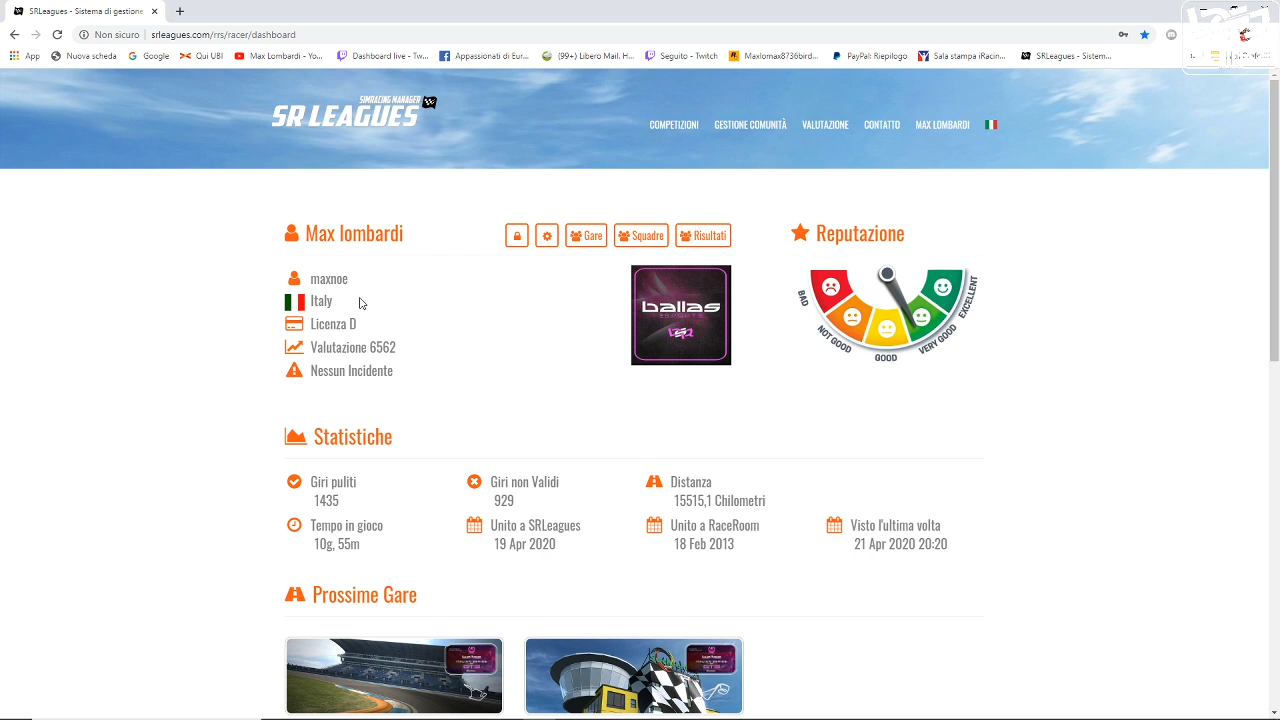 SRLeagues - Gestione dei Sistem
Non sicuro
srleagues.com/rrs/racer/dashboard
App
Nuova scheda
Google
Qui UBI
Max Lombardi - Yo...
Dashboard live - Tw...
Appassionati di Eur...
(99+) Libero Mail. H...
Seguito - Twitch
Maxlomax8736bird...
PayPal: Riepilogo
Sala stampa iRacin...
SRLeagues - Sistem...
SIMRACING MANAGER
SR LEAGUES
COMPETIZIONI
GESTIONE COMUNITÀ
VALUTAZIONE
CONTATTO
MAX LOMBARDI
Max lombardi
Gare
Squadre
Risultati
Reputazione
maxnoe
Italy
Licenza D
Valutazione 6562
Nessun Incidente
ballas
ESPORTS
BAD
NOT GOOD
GOOD
VERY GOOD
EXCELLENT
Statistiche
Giri puliti
1435
Giri non Validi
929
Distanza
15515,1 Chilometri
Tempo in gioco
10g, 55m
Unito a SRLeagues
19 Apr 2020
Unito a RaceRoom
18 Feb 2013
Visto l'ultima volta
21 Apr 2020 20:20
Prossime Gare